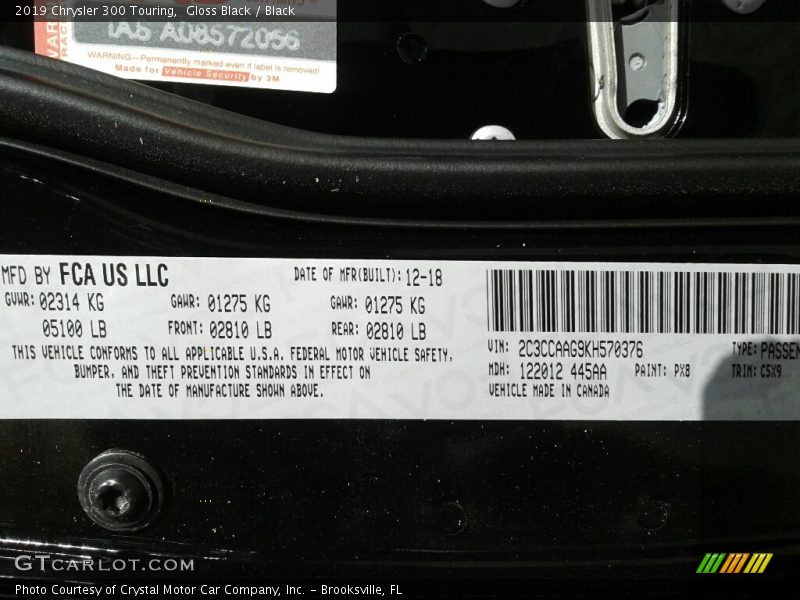 2019 Chrysler 300 Touring, Gloss Black / Black
IAS A08572056
WARNING - Permanently marked even if label is removed!
Made for Vehicle Security by 3M
MFD BY FCA US LLC
DATE OF MFR(BUILT): 12-18
GVWR: 02314 KG GAWR: 01275 KG GAWR: 01275 KG
05100 LB FRONT: 02810 LB REAR: 02810 LB
THIS VEHICLE CONFORMS TO ALL APPLICABLE U.S.A. FEDERAL MOTOR VEHICLE SAFETY,
BUMPER, AND THEFT PREVENTION STANDARDS IN EFFECT ON
THE DATE OF MANUFACTURE SHOWN ABOVE.
VIN: 2C3CCAAG9KH570376 TYPE: PASSEN
MDH: 122012 445AA PAINT: PX8 TRIM: C5X9
VEHICLE MADE IN CANADA
GTCARLOT.COM
Photo Courtesy of Crystal Motor Car Company, Inc. - Brooksville, FL